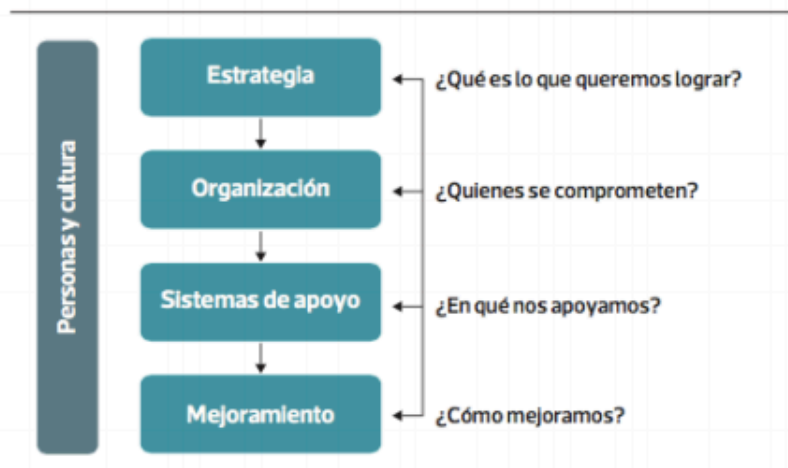 Personas y cultura
Estrategia
¿Qué es lo que queremos lograr?
Organización
¿Quienes se comprometen?
Sistemas de apoyo
¿En qué nos apoyamos?
Mejoramiento
¿Cómo mejoramos?